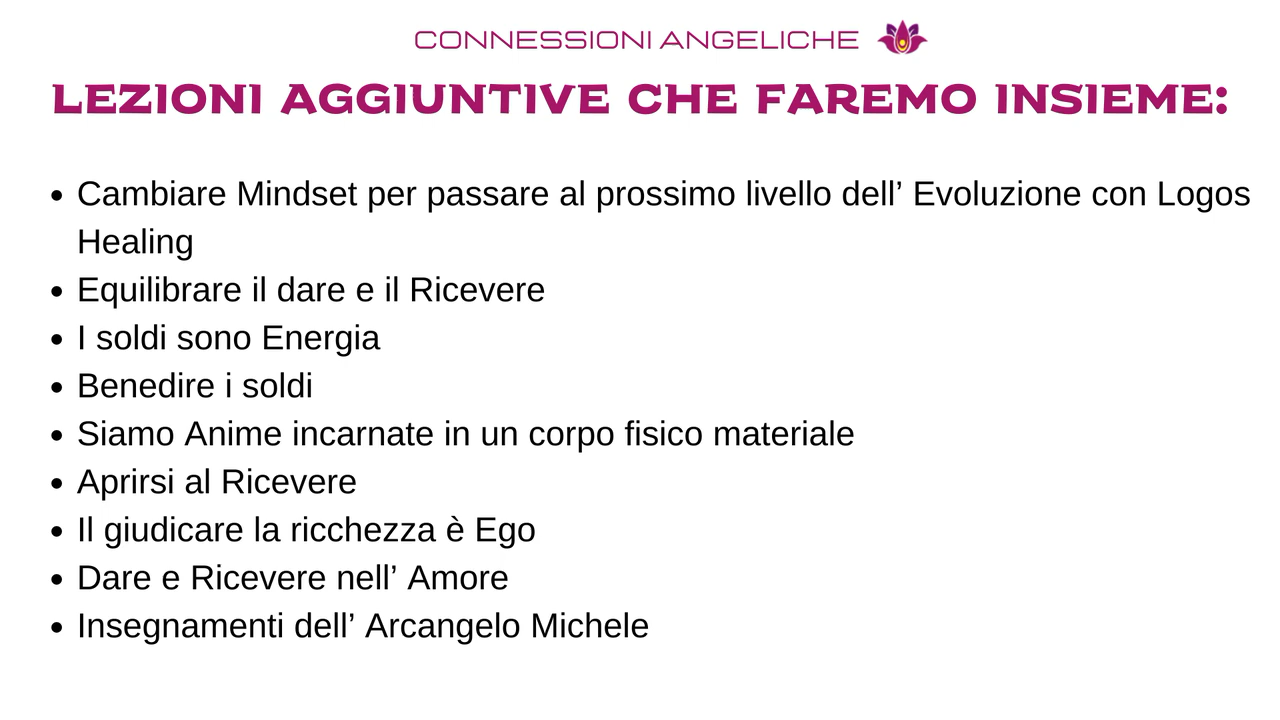 CONNESSIONI ANGELICHE
LEZIONI AGGIUNTIVE CHE FAREMO INSIEME:
• Cambiare Mindset per passare al prossimo livello dell’ Evoluzione con Logos
Healing
• Equilibrare il dare e il Ricevere
• I soldi sono Energia
• Benedire i soldi
• Siamo Anime incarnate in un corpo fisico materiale
• Aprirsi al Ricevere
• Il giudicare la ricchezza è Ego
• Dare e Ricevere nell’ Amore
• Insegnamenti dell’ Arcangelo Michele